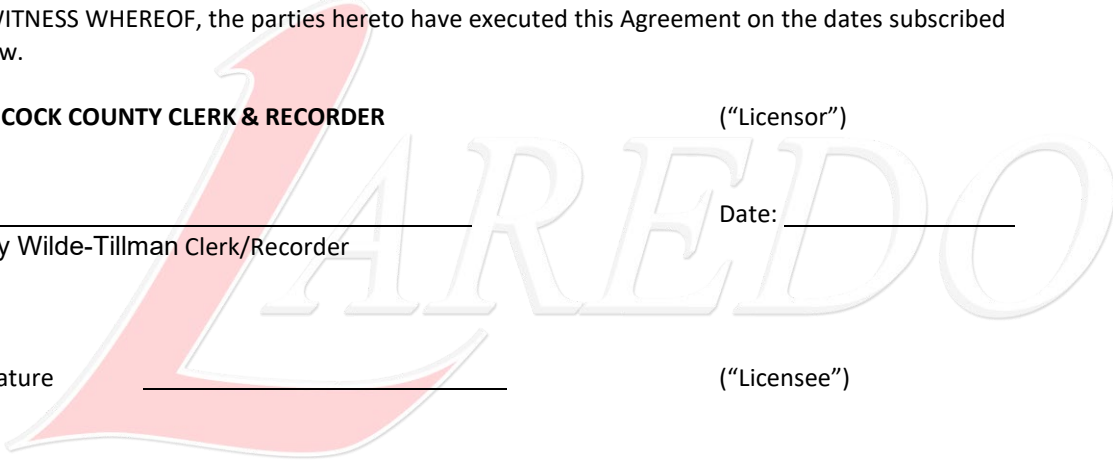 WITNESS WHEREOF, the parties hereto have executed this Agreement on the dates subscribed
w.
COCK COUNTY CLERK & RECORDER ("Licensor")
Date:
y Wilde-Tillman Clerk/Recorder
LAREDO
ature ("Licensee")